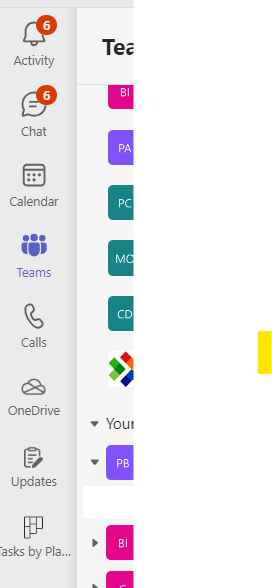 6
Activity
6
Chat
Calendar
Teams
Calls
OneDrive
Updates
Tasks by Pla...
Tea
BI
PA
PC
MO
CD
Your
PB
BI